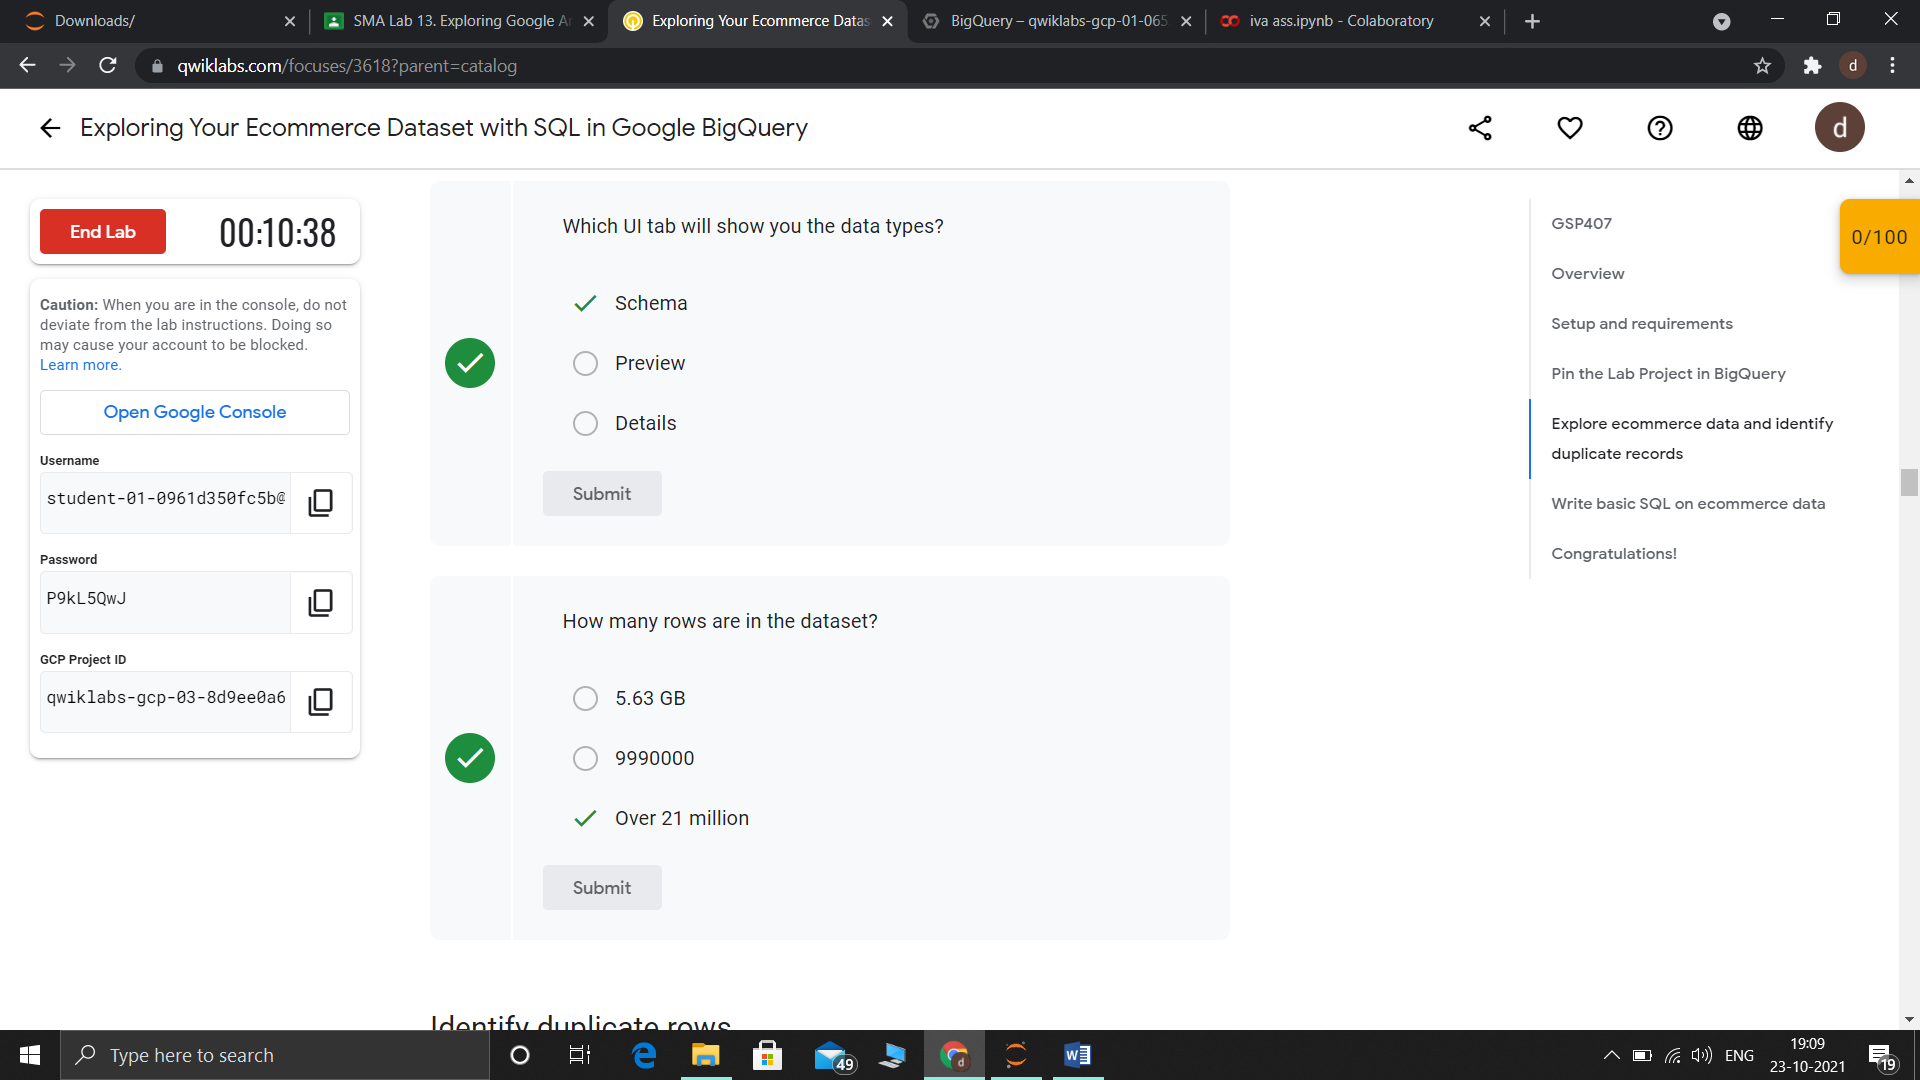 Downloads/
SMA Lab 13. Exploring Google A
Exploring Your Ecommerce Datas
BigQuery – qwiklabs-gcp-01-065
iva ass.ipynb - Colaboratory
qwiklabs.com/focuses/3618?parent=catalog
d
Exploring Your Ecommerce Dataset with SQL in Google BigQuery
d
End Lab
00:10:38
Caution: When you are in the console, do not
deviate from the lab instructions. Doing so
may cause your account to be blocked.
Learn more.
Open Google Console
Username
student-01-0961d350fc5b@
Password
P9kL5QwJ
GCP Project ID
qwiklabs-gcp-03-8d9ee0a6
Which UI tab will show you the data types?
Schema
Preview
Details
Submit
How many rows are in the dataset?
5.63 GB
9990000
Over 21 million
Submit
Identify duplicate rows
GSP407
Overview
Setup and requirements
Pin the Lab Project in BigQuery
Explore ecommerce data and identify
duplicate records
Write basic SQL on ecommerce data
Congratulations!
0/100
Type here to search
49
d
W
ENG
19:09
23-10-2021
19